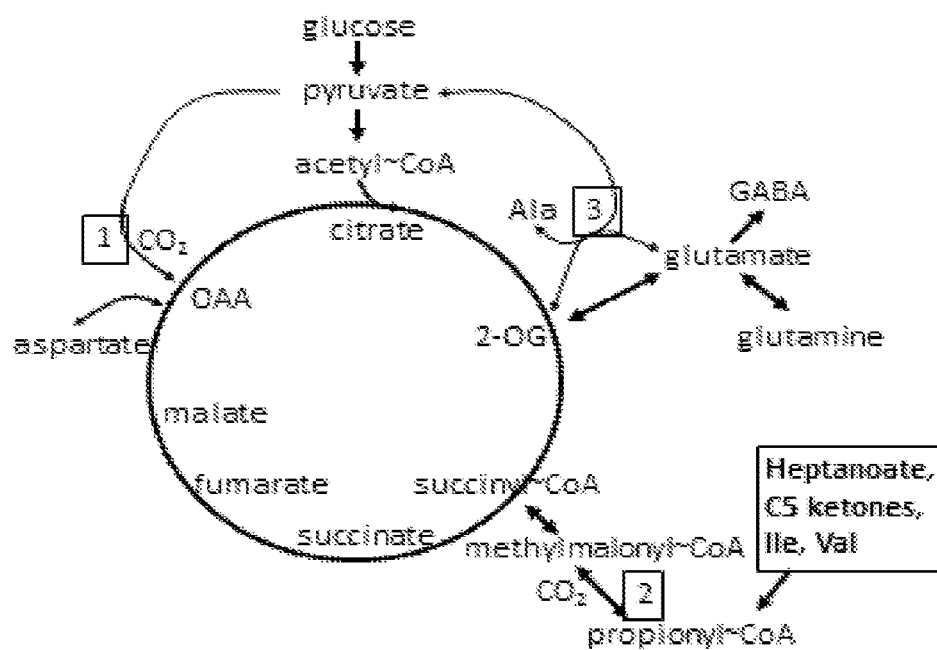 glucose
pyruvate
acetyl~CoA
citrate
1
CO₂
OAA
aspartate
malate
fumarate
succinate
succinyl~CoA
2-OG
Ala
3
GABA
glutamate
glutamine
methylmalonyl~CoA
CO₂
2
propionyl~CoA
Heptanoate,
C5 ketones,
Ile, Val